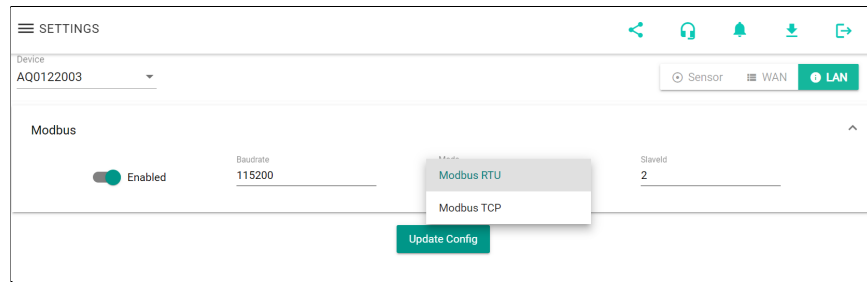 SETTINGS
Device
AQ0122003
Sensor
WAN
LAN
Modbus
Enabled
Baudrate
115200
Modbus RTU
Modbus TCP
SlaveId
2
Update Config